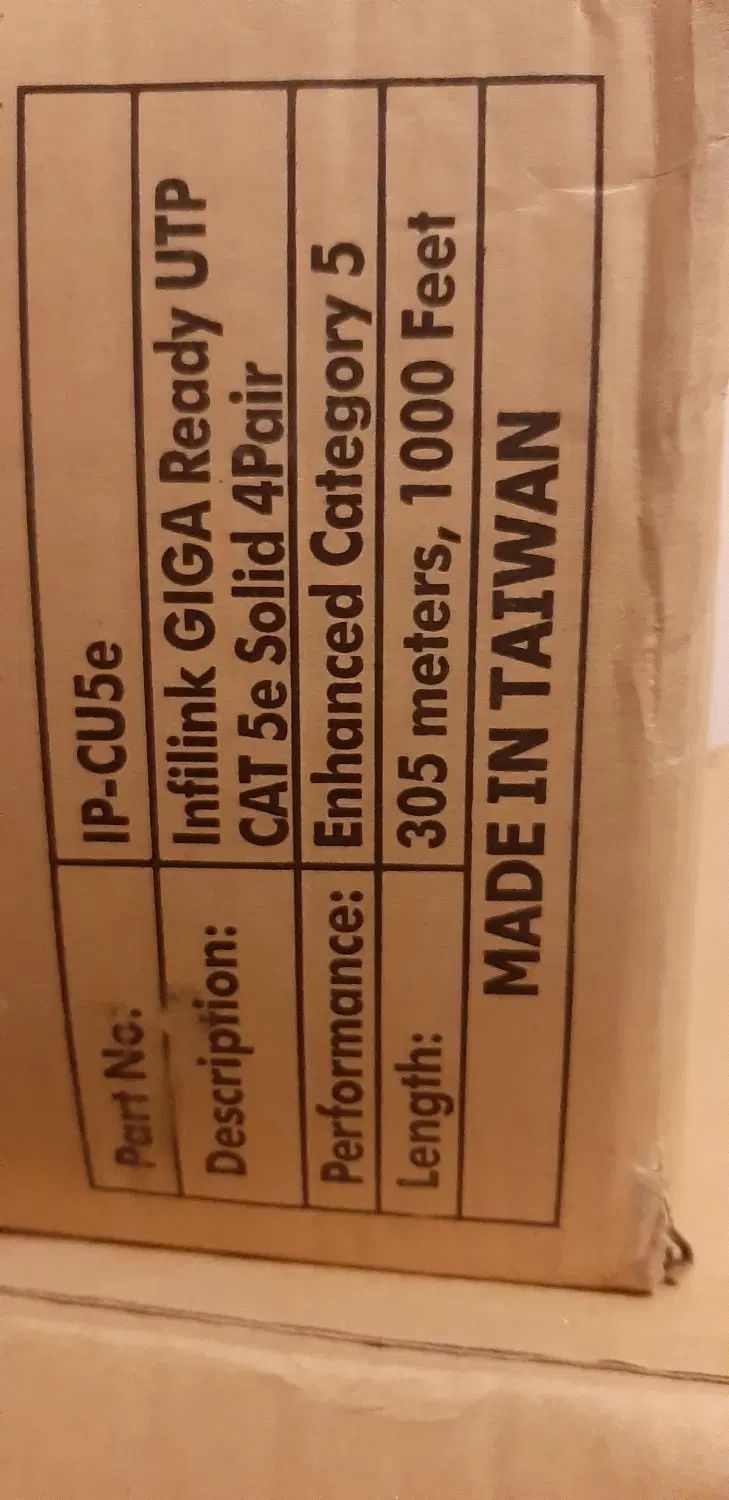 Part No: IP-CU5e
Description: Infilink GIGA Ready UTP
CAT 5e Solid 4Pair
Performance: Enhanced Category 5
Length: 305 meters, 1000 Feet
MADE IN TAIWAN